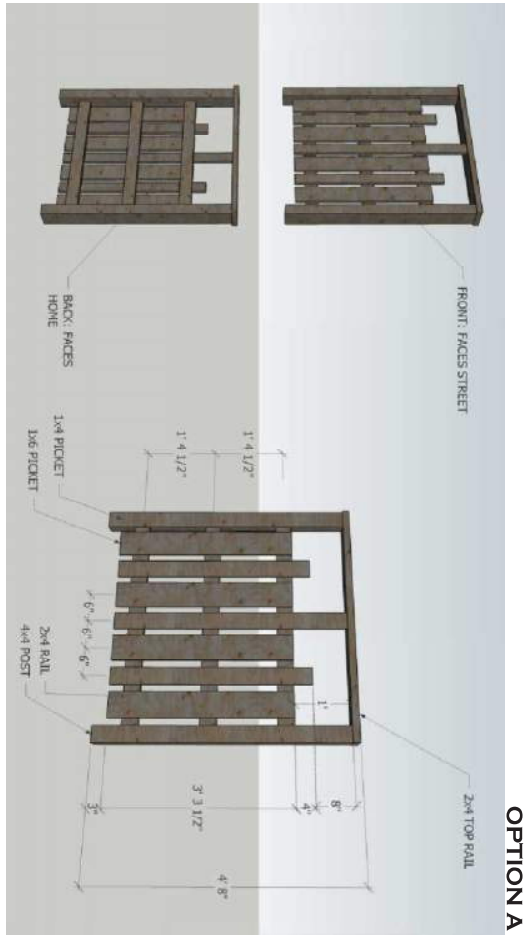 OPTION A
FRONT: FACES STREET
BACK: FACES
HOME
2x4 TOP RAIL
1' 4 1/2"
1' 4 1/2"
1x4 PICKET
1x6 PICKET
6"
6"
6"
2x4 RAIL
4x4 POST
1'
8"
4"
3' 3 1/2"
3"
4' 8"